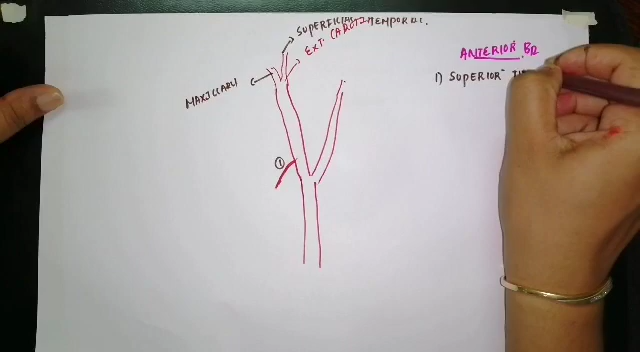 SUPERFICIAL TEMPORAL.
EXT. CAROTID
MAXILLARY
①
ANTERIOR BR
1) SUPERIOR